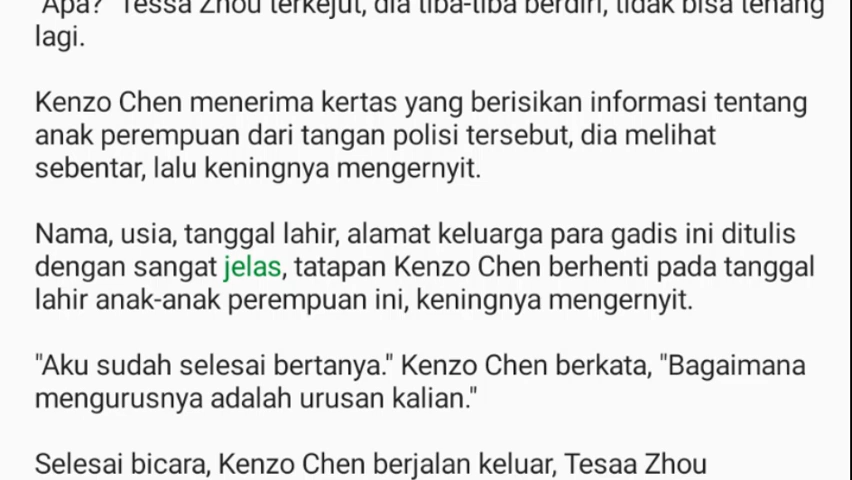 "Apa?" Tessa Zhou terkejut, dia tiba-tiba berdiri, tidak bisa tenang
lagi.
Kenzo Chen menerima kertas yang berisikan informasi tentang
anak perempuan dari tangan polisi tersebut, dia melihat
sebentar, lalu keningnya mengernyit.
Nama, usia, tanggal lahir, alamat keluarga para gadis ini ditulis
dengan sangat jelas, tatapan Kenzo Chen berhenti pada tanggal
lahir anak-anak perempuan ini, keningnya mengernyit.
"Aku sudah selesai bertanya." Kenzo Chen berkata, "Bagaimana
mengurusnya adalah urusan kalian."
Selesai bicara, Kenzo Chen berjalan keluar, Tesaa Zhou